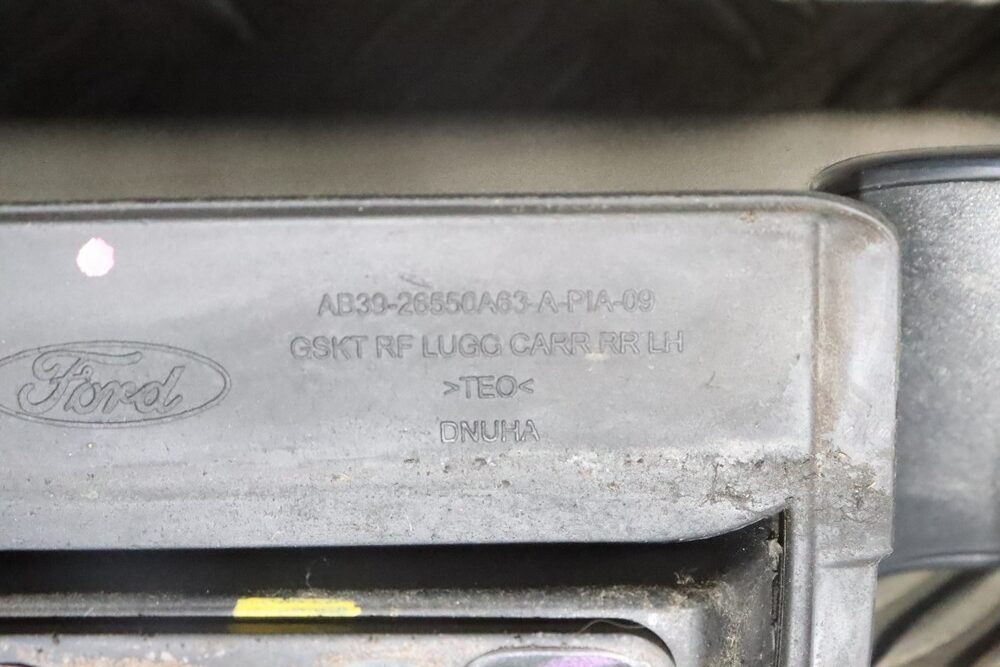 AB39-26550A63-A-PIA-09
GSKT RF LUGG CARR RR LH
Ford
>TEO<
DNUHA